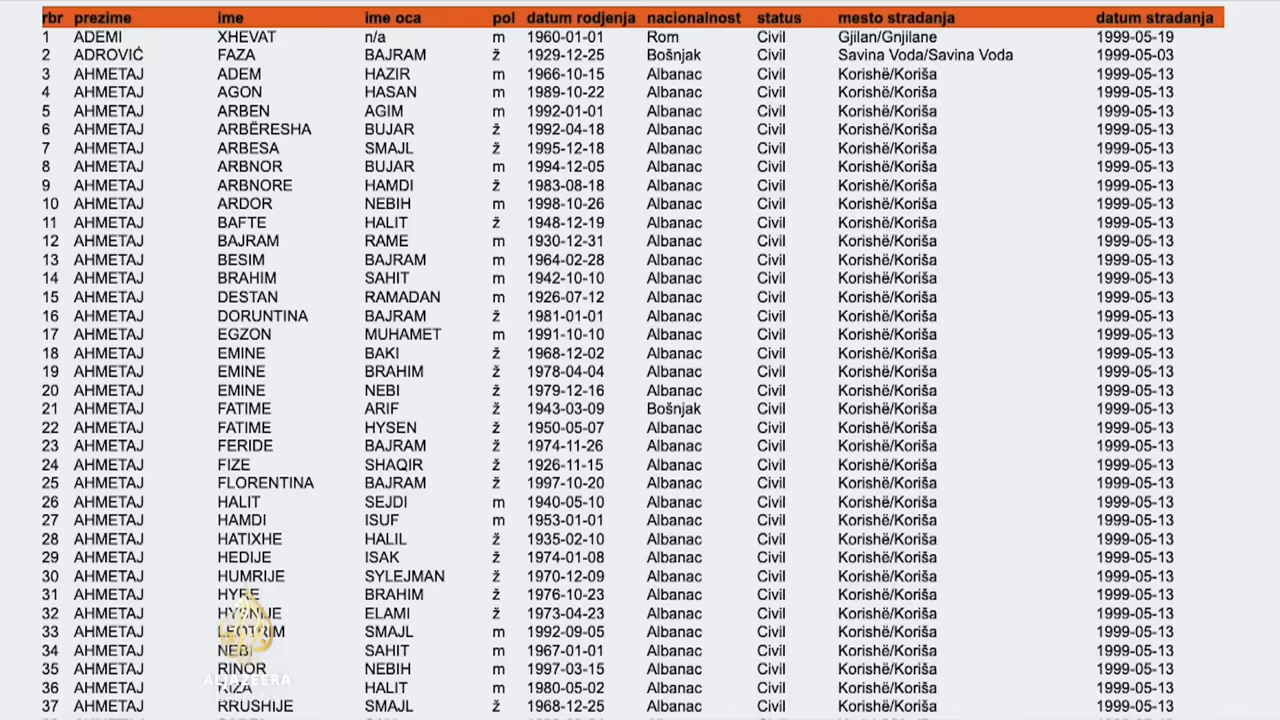 rbr prezime ime ime oca pol datum rodjenja nacionalnost status mesto stradanja datum stradanja
1 ADEMI XHEVAT n/a m 1960-01-01 Rom Civil Gjilan/Gnjilane 1999-05-19
2 ADROVIĆ FAZA BAJRAM ž 1929-12-25 Bošnjak Civil Savina Voda/Savina Voda 1999-05-03
3 AHMETAJ ADEM HAZIR m 1966-10-15 Albanac Civil Korishë/Koriša 1999-05-13
4 AHMETAJ AGON HASAN m 1989-10-22 Albanac Civil Korishë/Koriša 1999-05-13
5 AHMETAJ ARBEN AGIM m 1992-01-01 Albanac Civil Korishë/Koriša 1999-05-13
6 AHMETAJ ARBËRESHA BUJAR ž 1992-04-18 Albanac Civil Korishë/Koriša 1999-05-13
7 AHMETAJ ARBESA SMAJL ž 1995-12-18 Albanac Civil Korishë/Koriša 1999-05-13
8 AHMETAJ ARBNOR BUJAR m 1994-12-05 Albanac Civil Korishë/Koriša 1999-05-13
9 AHMETAJ ARBNORE HAMDI ž 1983-08-18 Albanac Civil Korishë/Koriša 1999-05-13
10 AHMETAJ ARDOR NEBIH m 1998-10-26 Albanac Civil Korishë/Koriša 1999-05-13
11 AHMETAJ BAFTE HALIT ž 1948-12-19 Albanac Civil Korishë/Koriša 1999-05-13
12 AHMETAJ BAJRAM RAME m 1930-12-31 Albanac Civil Korishë/Koriša 1999-05-13
13 AHMETAJ BESIM BAJRAM m 1964-02-28 Albanac Civil Korishë/Koriša 1999-05-13
14 AHMETAJ BRAHIM SAHIT m 1942-10-10 Albanac Civil Korishë/Koriša 1999-05-13
15 AHMETAJ DESTAN RAMADAN m 1926-07-12 Albanac Civil Korishë/Koriša 1999-05-13
16 AHMETAJ DORUNTINA BAJRAM ž 1981-01-01 Albanac Civil Korishë/Koriša 1999-05-13
17 AHMETAJ EGZON MUHAMET m 1991-10-10 Albanac Civil Korishë/Koriša 1999-05-13
18 AHMETAJ EMINE BAKI ž 1968-12-02 Albanac Civil Korishë/Koriša 1999-05-13
19 AHMETAJ EMINE BRAHIM ž 1978-04-04 Albanac Civil Korishë/Koriša 1999-05-13
20 AHMETAJ EMINE NEBI ž 1979-12-16 Albanac Civil Korishë/Koriša 1999-05-13
21 AHMETAJ FATIME ARIF ž 1943-03-09 Bošnjak Civil Korishë/Koriša 1999-05-13
22 AHMETAJ FATIME HYSEN ž 1950-05-07 Albanac Civil Korishë/Koriša 1999-05-13
23 AHMETAJ FERIDE BAJRAM ž 1974-11-26 Albanac Civil Korishë/Koriša 1999-05-13
24 AHMETAJ FIZE SHAQIR ž 1926-11-15 Albanac Civil Korishë/Koriša 1999-05-13
25 AHMETAJ FLORENTINA BAJRAM ž 1997-10-20 Albanac Civil Korishë/Koriša 1999-05-13
26 AHMETAJ HALIT SEJDI m 1940-05-10 Albanac Civil Korishë/Koriša 1999-05-13
27 AHMETAJ HAMDI ISUF m 1953-01-01 Albanac Civil Korishë/Koriša 1999-05-13
28 AHMETAJ HATIXHE HALIL ž 1935-02-10 Albanac Civil Korishë/Koriša 1999-05-13
29 AHMETAJ HEDIJE ISAK ž 1974-01-08 Albanac Civil Korishë/Koriša 1999-05-13
30 AHMETAJ HUMRIJE SYLEJMAN ž 1970-12-09 Albanac Civil Korishë/Koriša 1999-05-13
31 AHMETAJ HYRE BRAHIM ž 1976-10-23 Albanac Civil Korishë/Koriša 1999-05-13
32 AHMETAJ HYSNIJE ELAMI ž 1973-04-23 Albanac Civil Korishë/Koriša 1999-05-13
33 AHMETAJ LEOTRIM SMAJL m 1992-09-05 Albanac Civil Korishë/Koriša 1999-05-13
34 AHMETAJ NEBI SAHIT m 1967-01-01 Albanac Civil Korishë/Koriša 1999-05-13
35 AHMETAJ RINOR NEBIH m 1997-03-15 Albanac Civil Korishë/Koriša 1999-05-13
ALJAZEERA
36 AHMETAJ RIZA HALIT m 1980-05-02 Albanac Civil Korishë/Koriša 1999-05-13
37 AHMETAJ RRUSHIJE SMAJL ž 1968-12-25 Albanac Civil Korishë/Koriša 1999-05-13